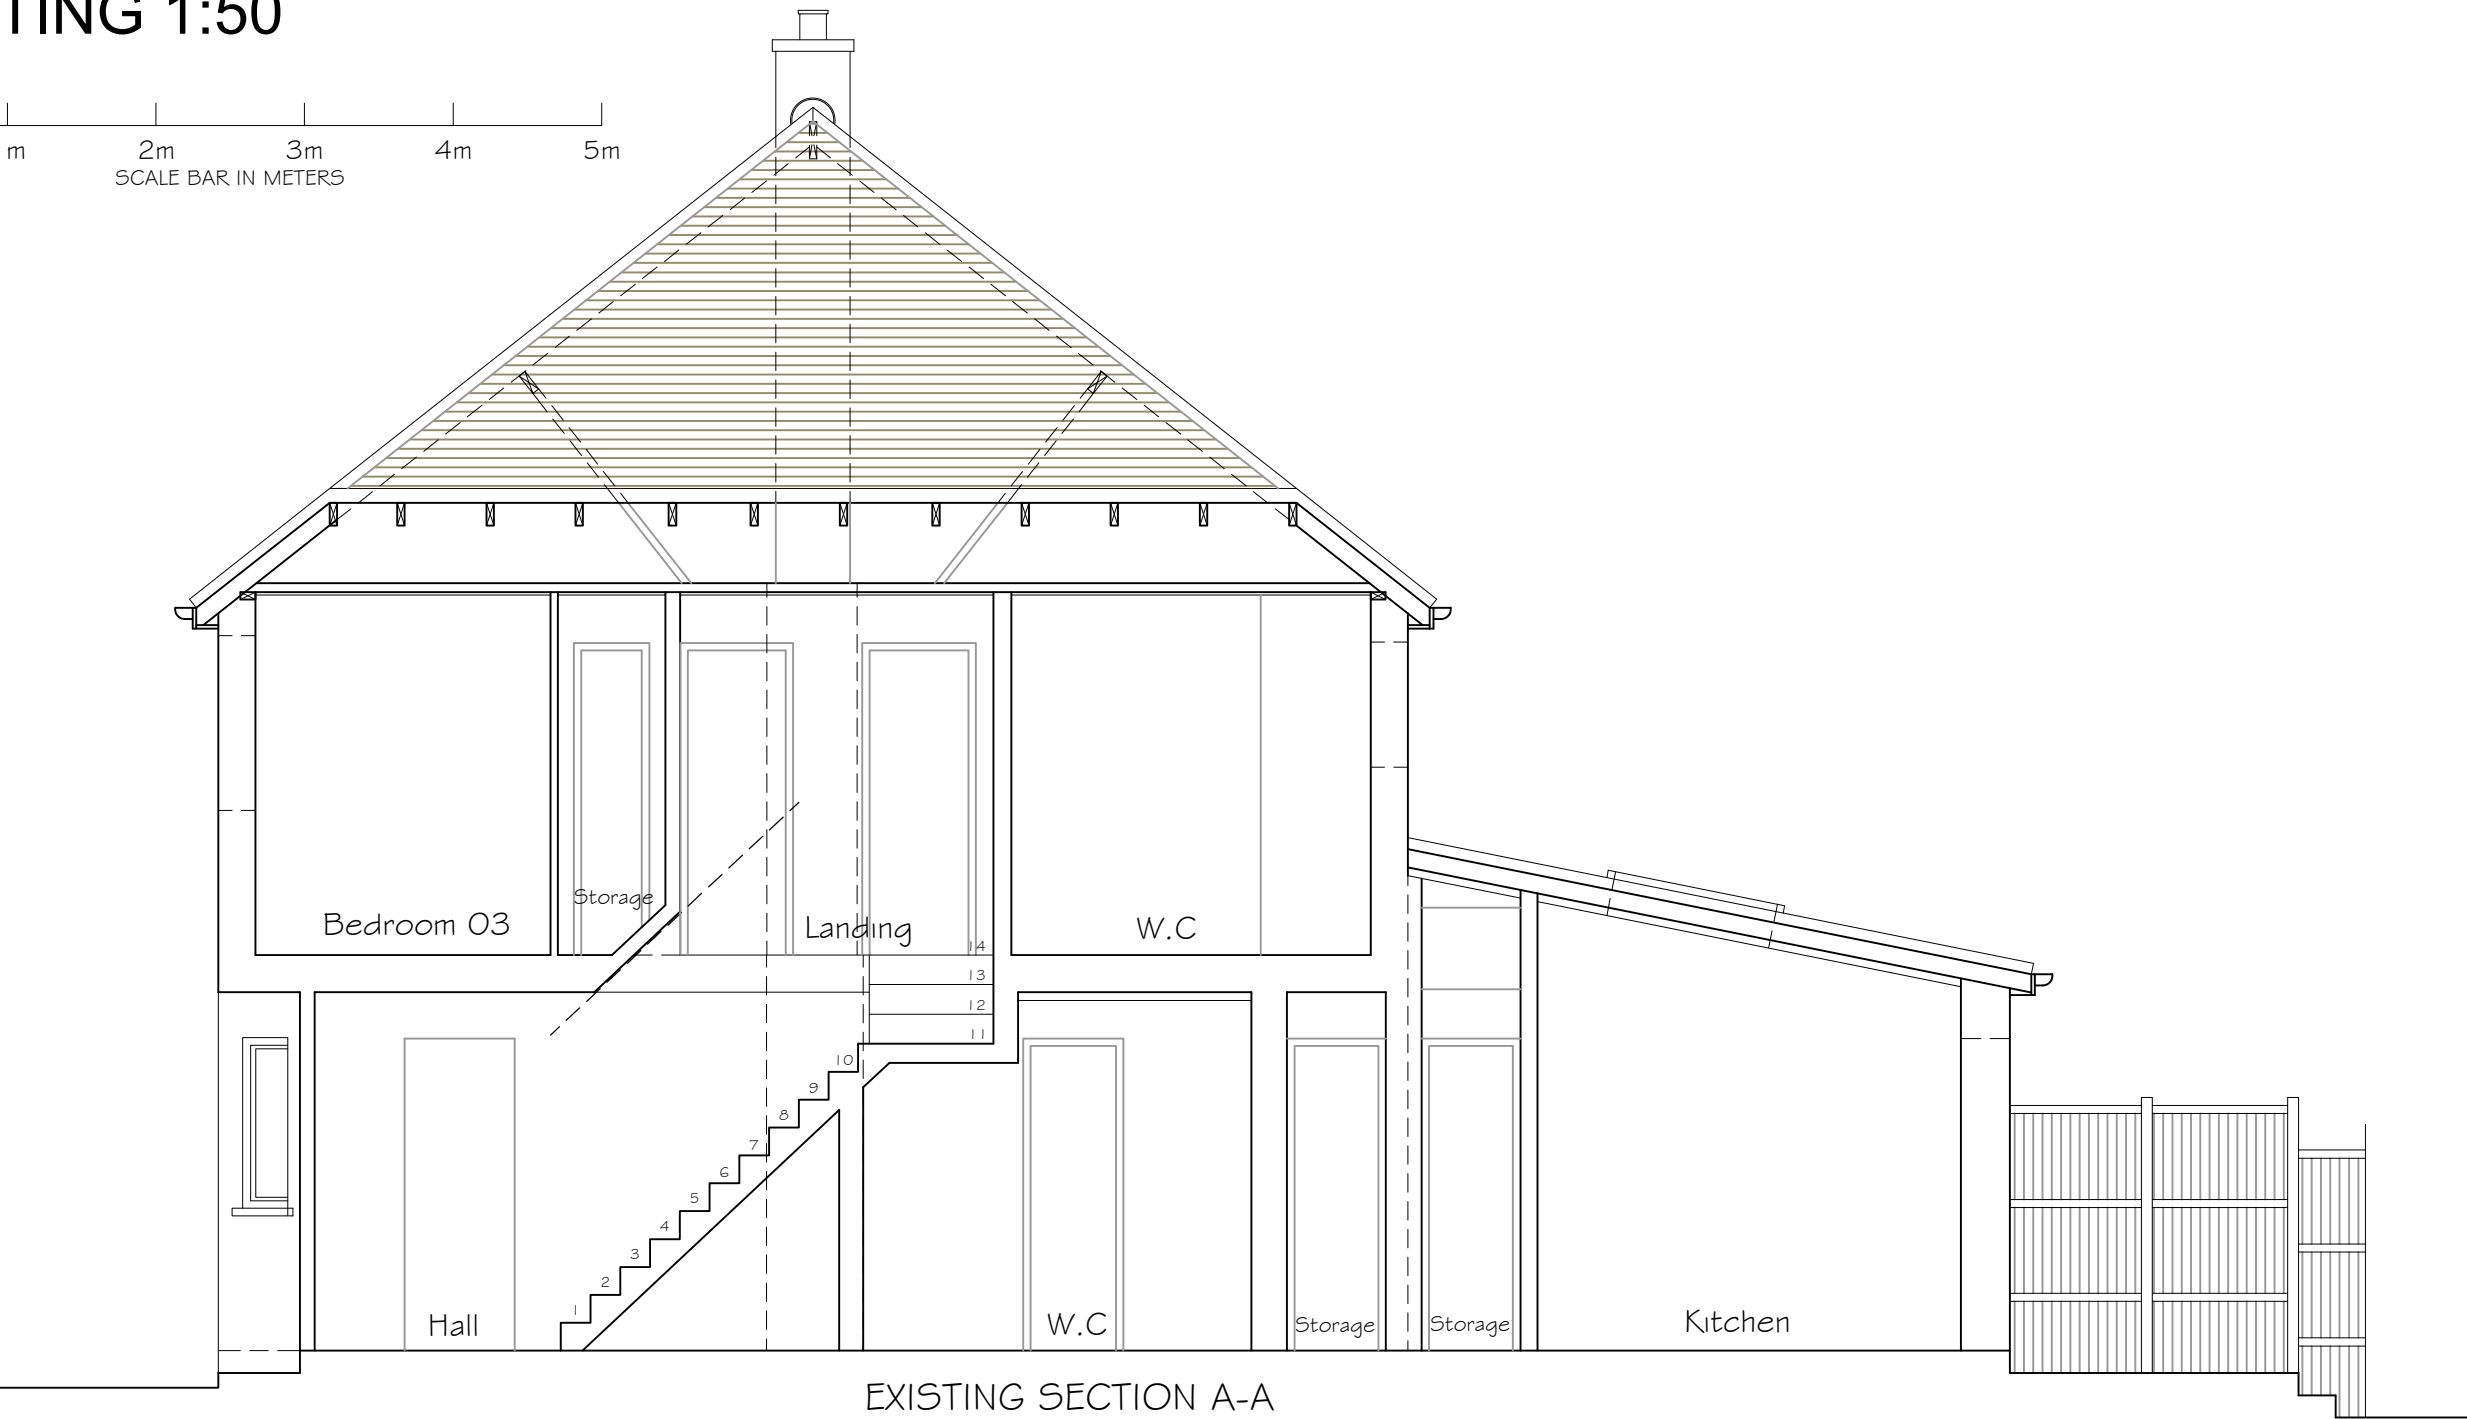 TING 1:50
m 2m 3m 4m 5m
SCALE BAR IN METERS
Storage
Bedroom 03
Landing
W.C
14
13
12
11
10
9
8
7
6
5
4
3
2
1
Hall
W.C
Storage
Storage
Kitchen
EXISTING SECTION A-A